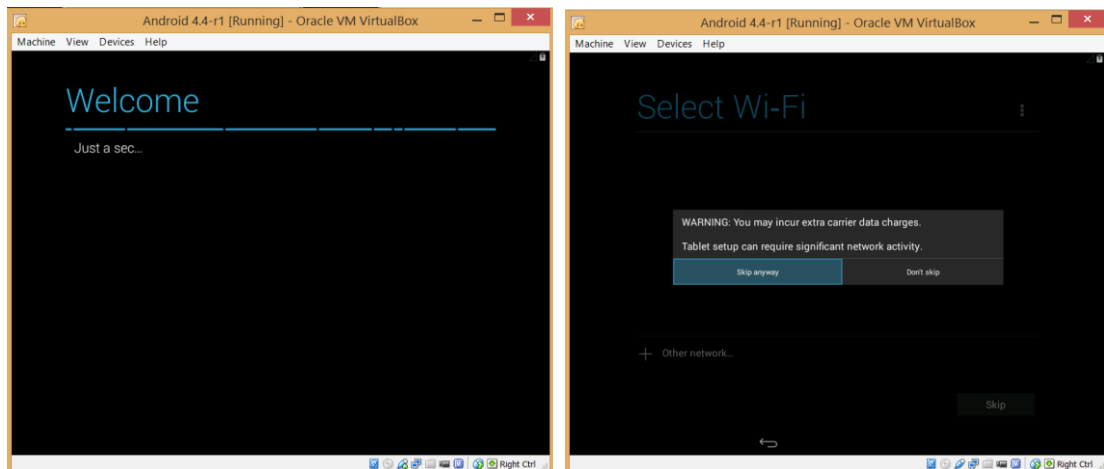 Android 4.4-r1 [Running] - Oracle VM VirtualBox
Machine View Devices Help
Welcome
Just a sec...
Right Ctrl
Android 4.4-r1 [Running] - Oracle VM VirtualBox
Machine View Devices Help
Select Wi-Fi
WARNING: You may incur extra carrier data charges.
Tablet setup can require significant network activity.
Skip anyway Don't skip
Other network...
Skip
Right Ctrl